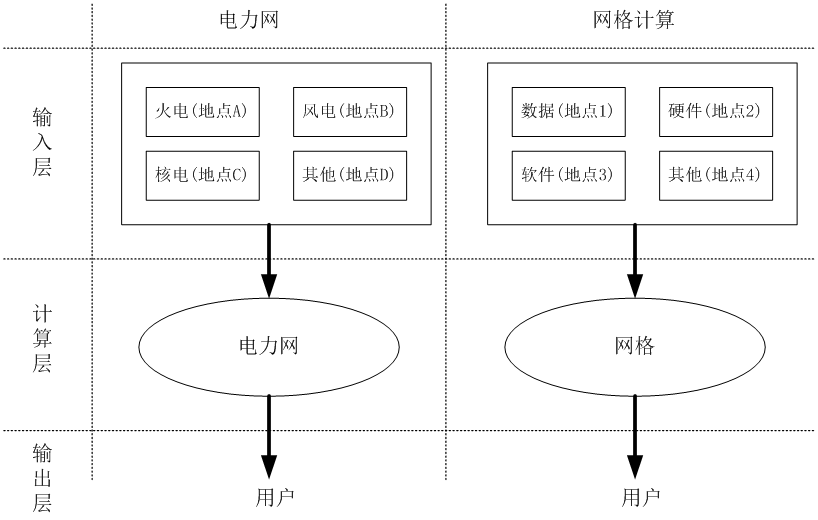 电力网
网格计算
输入层
火电(地点A)
风电(地点B)
核电(地点C)
其他(地点D)
数据(地点1)
硬件(地点2)
软件(地点3)
其他(地点4)
计算层
电力网
网格
输出层
用户
用户